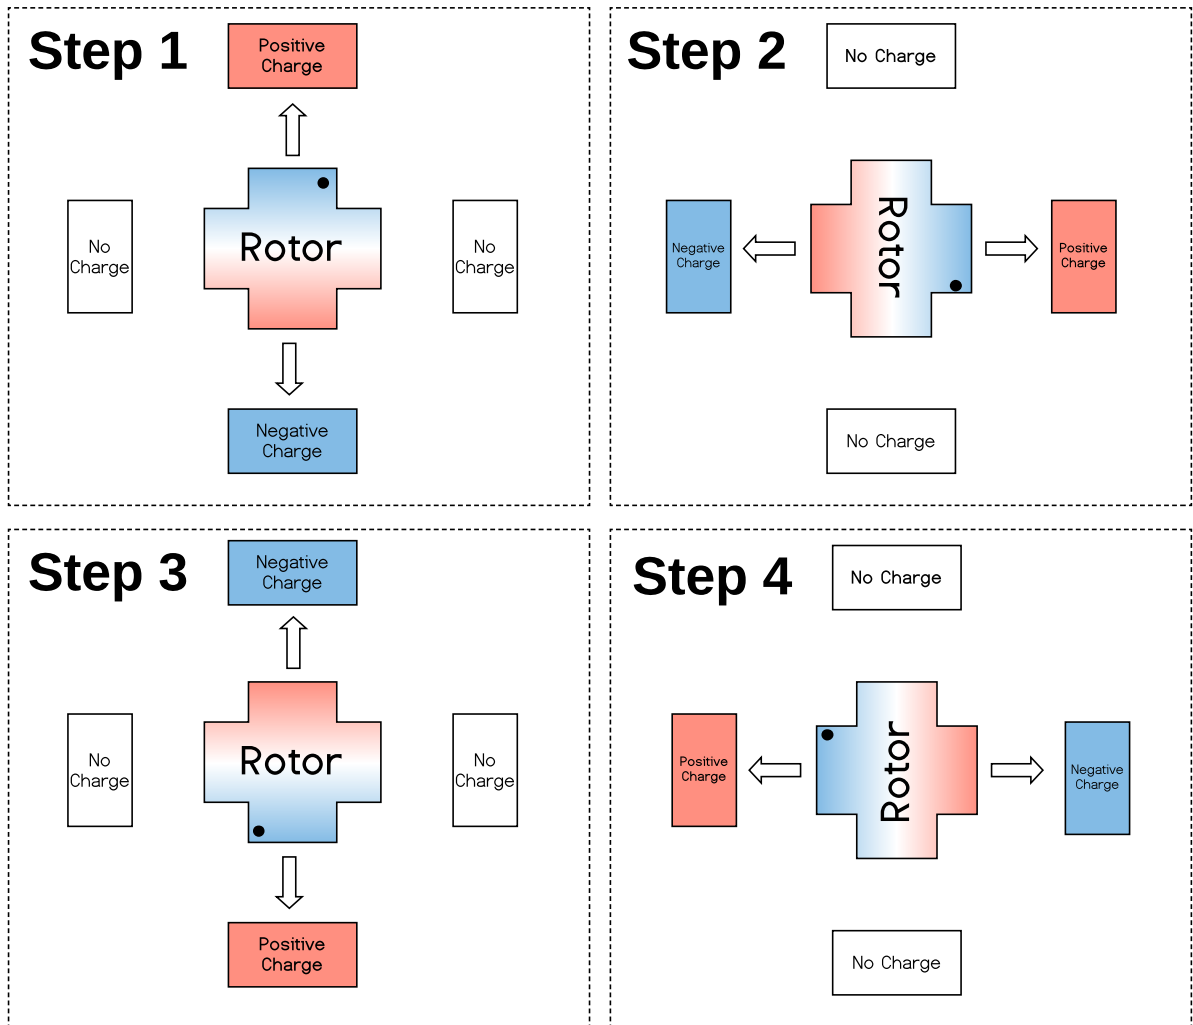 Step 1
Positive
Charge
No
Charge
Rotor
No
Charge
Negative
Charge
Step 2
No Charge
Negative
Charge
Rotor
Positive
Charge
No Charge
Step 3
Negative
Charge
No
Charge
Rotor
No
Charge
Positive
Charge
Step 4
No Charge
Positive
Charge
Rotor
Negative
Charge
No Charge